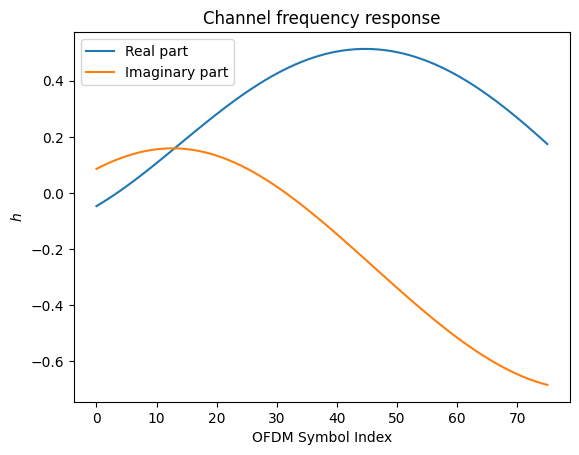 Channel frequency response
Real part
Imaginary part
h
0.4
0.2
0.0
−0.2
−0.4
−0.6
0 10 20 30 40 50 60 70
OFDM Symbol Index